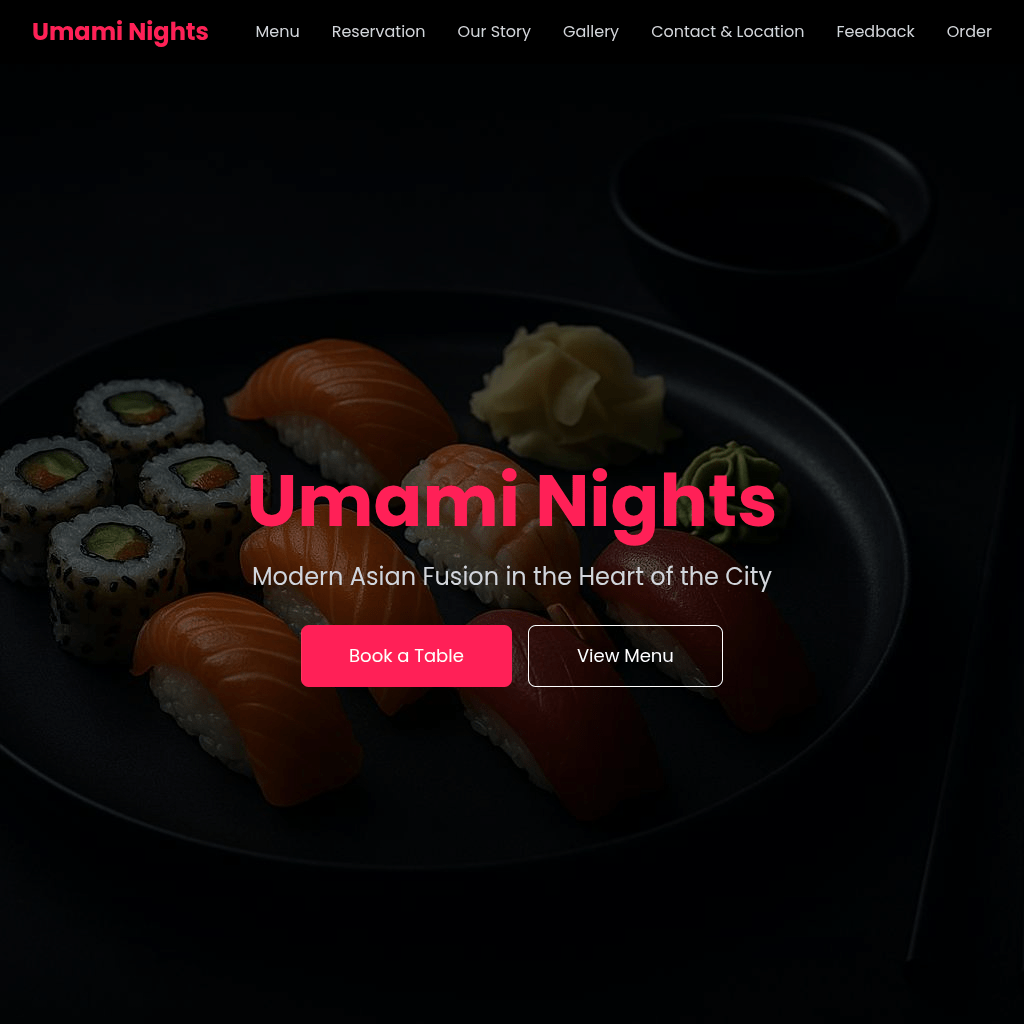 Umami Nights Menu Reservation Our Story Gallery Contact & Location Feedback Order
Umami Nights
Modern Asian Fusion in the Heart of the City
Book a Table View Menu